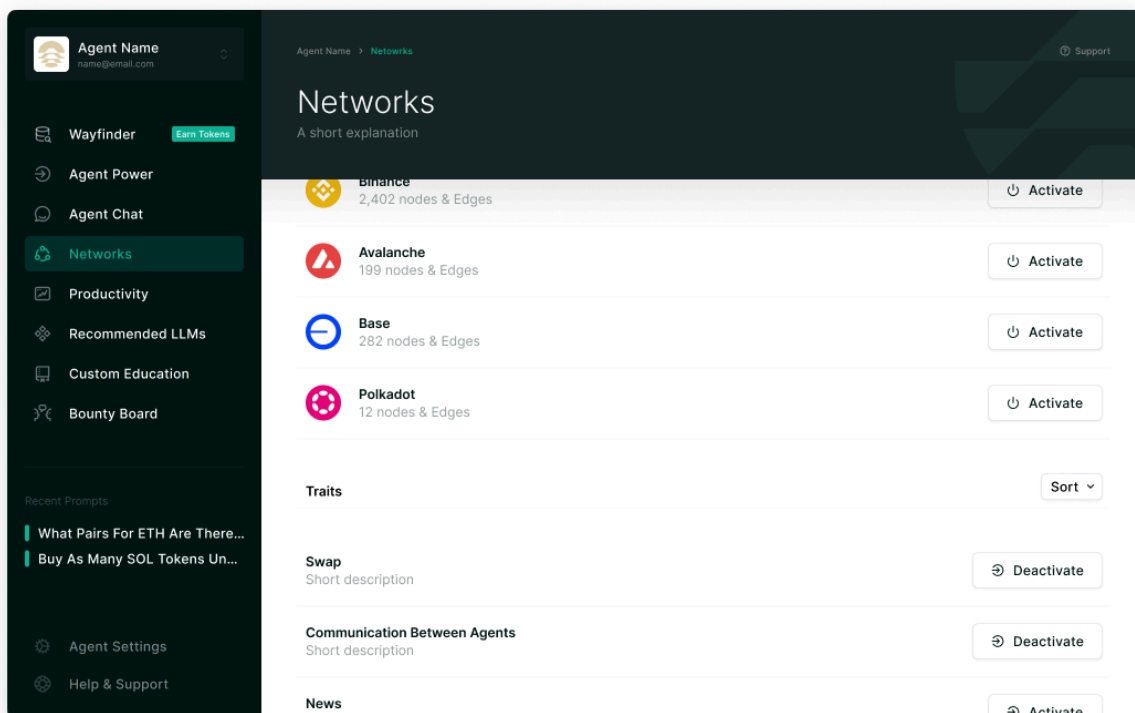 Agent Name
name@email.com
Wayfinder
Earn Tokens
Agent Power
Agent Chat
Networks
Productivity
Recommended LLMs
Custom Education
Bounty Board
Recent Prompts
What Pairs For ETH Are There...
Buy As Many SOL Tokens Un...
Agent Settings
Help & Support
Agent Name > Netowrks
Support
Networks
A short explanation
Binance
2,402 nodes & Edges
Activate
Avalanche
199 nodes & Edges
Activate
Base
282 nodes & Edges
Activate
Polkadot
12 nodes & Edges
Activate
Traits
Sort
Swap
Short description
Deactivate
Communication Between Agents
Short description
Deactivate
News
Activate